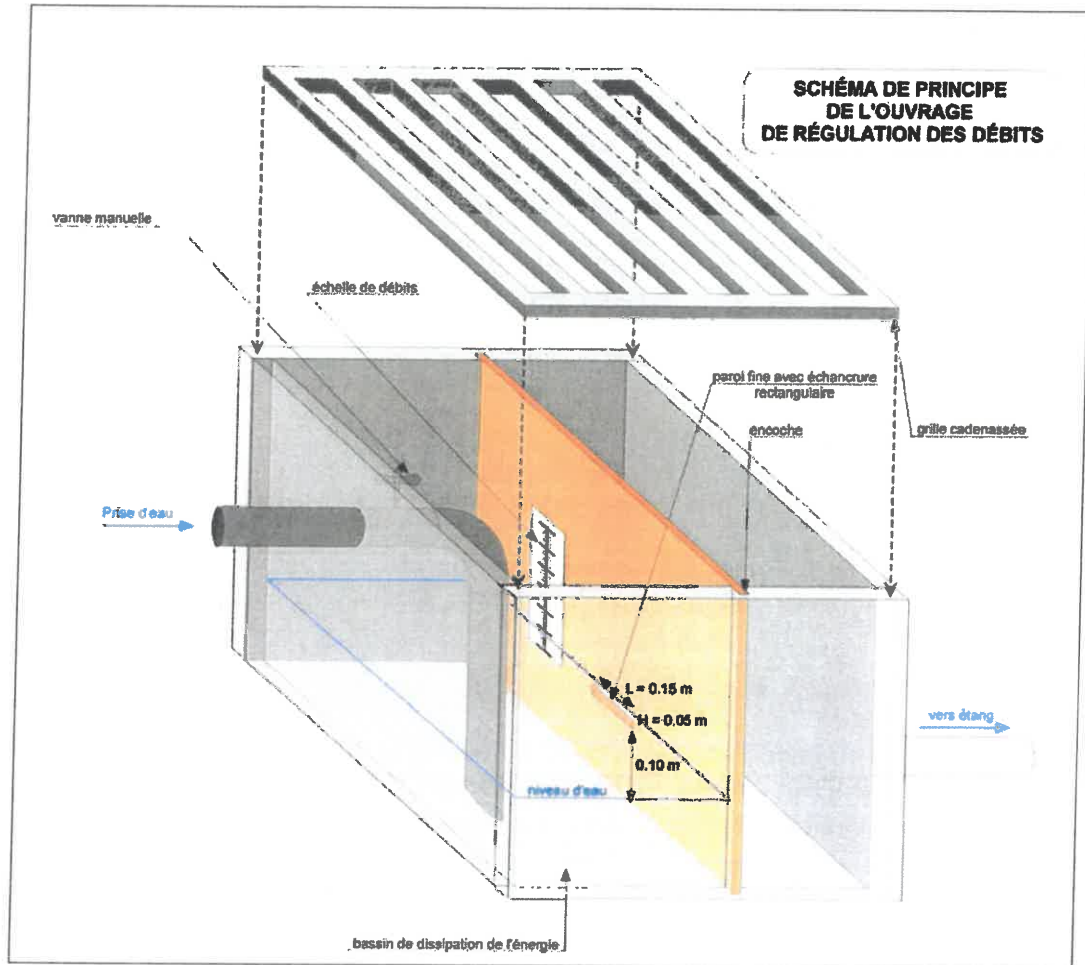 SCHÉMA DE PRINCIPE
DE L'OUVRAGE
DE RÉGULATION DES DÉBITS
vanne manuelle
échelle de débits
paroi fine avec échancrure
rectangulaire
encoche
grille cadenassée
Prise d'eau
L = 0.15 m
H = 0.05 m
vers étang
0.10 m
niveau d'eau
bassin de dissipation de l'énergie